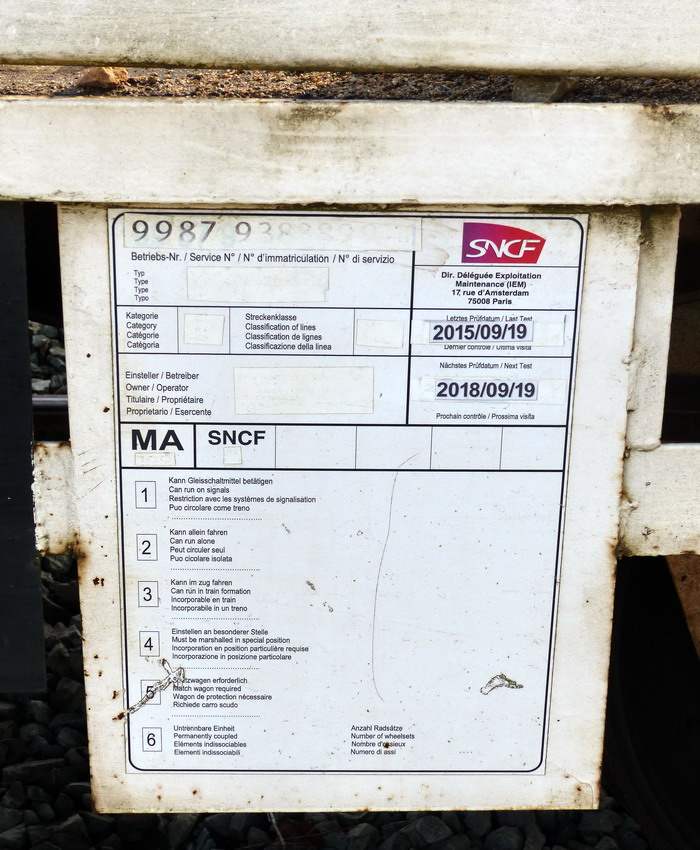 9987 9
Betriebs-Nr. / Service N° / N° d'immatriculation / N° di servizio
Typ
Type
Type
Typo
SNCF
Dir. Déléguée Exploitation
Maintenance (IEM)
17 rue d'Amsterdam
75008 Paris
Kategorie
Category
Catégorie
Catégoria
Streckenklasse
Classification of lines
Classification de lignes
Classificazione della linea
Letztes Prüfdatum / Last Test
2015/09/19
Dernier contrôle / Ultima visita
Einsteller / Betreiber
Owner / Operator
Titulaire / Propriétaire
Proprietario / Esercente
Nächstes Prüfdatum / Next Test
2018/09/19
Prochain contrôle / Prossima visita
MA
SNCF
1
Kann Gleisschaltmittel betätigen
Can run on signals
Restriction avec les systèmes de signalisation
Puo circolare come treno
2
Kann allein fahren
Can run alone
Peut circuler seul
Puo cicolare isolata
3
Kann im zug fahren
Can run in train formation
Incorporable en train
Incorporabile in un treno
4
Einstellen an besonderer Stelle
Must be marshalled in special position
Incorporation en position particulière requise
Incorporazione in posizione particolare
5
erforderlich
Match wagon required
Wagon de protection nécessaire
Richiede carro scudo
6
Untrennbare Einheit
Permanently coupled
Eléments indissociables
Elementi indissociabili
Anzahl Radsätze
Number of wheelsets
Nombre d'essieux
Numero di assi